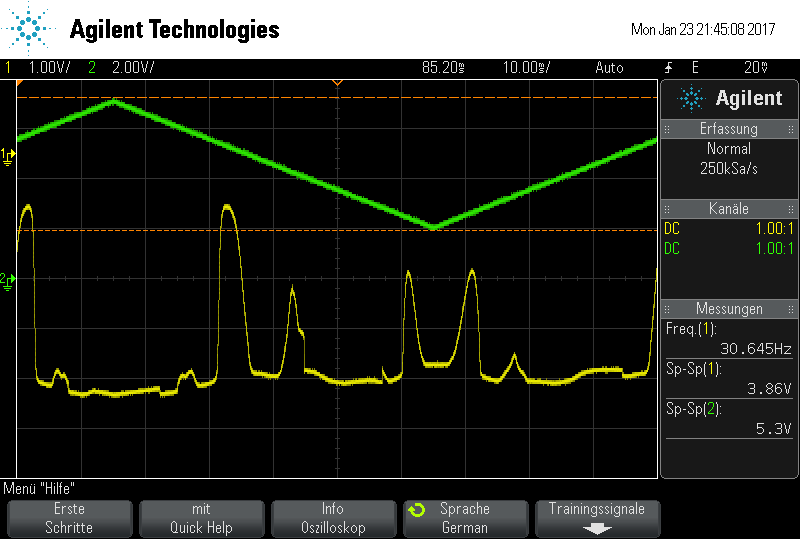 Agilent Technologies
Mon Jan 23 21:45:08 2017
1 1.00V/ 2 2.00V/ 85.20s 10.00s/ Auto E 20V
Agilent
Erfassung
Normal
250kSa/s
Kanäle
DC 1.00:1
DC 1.00:1
Messungen
Freq.(1):
30.645Hz
Sp-Sp(1):
3.86V
Sp-Sp(2):
5.3V
1
2
Menü "Hilfe"
Erste Schritte
mit Quick Help
Info Oszilloskop
Sprache German
Trainingssignale